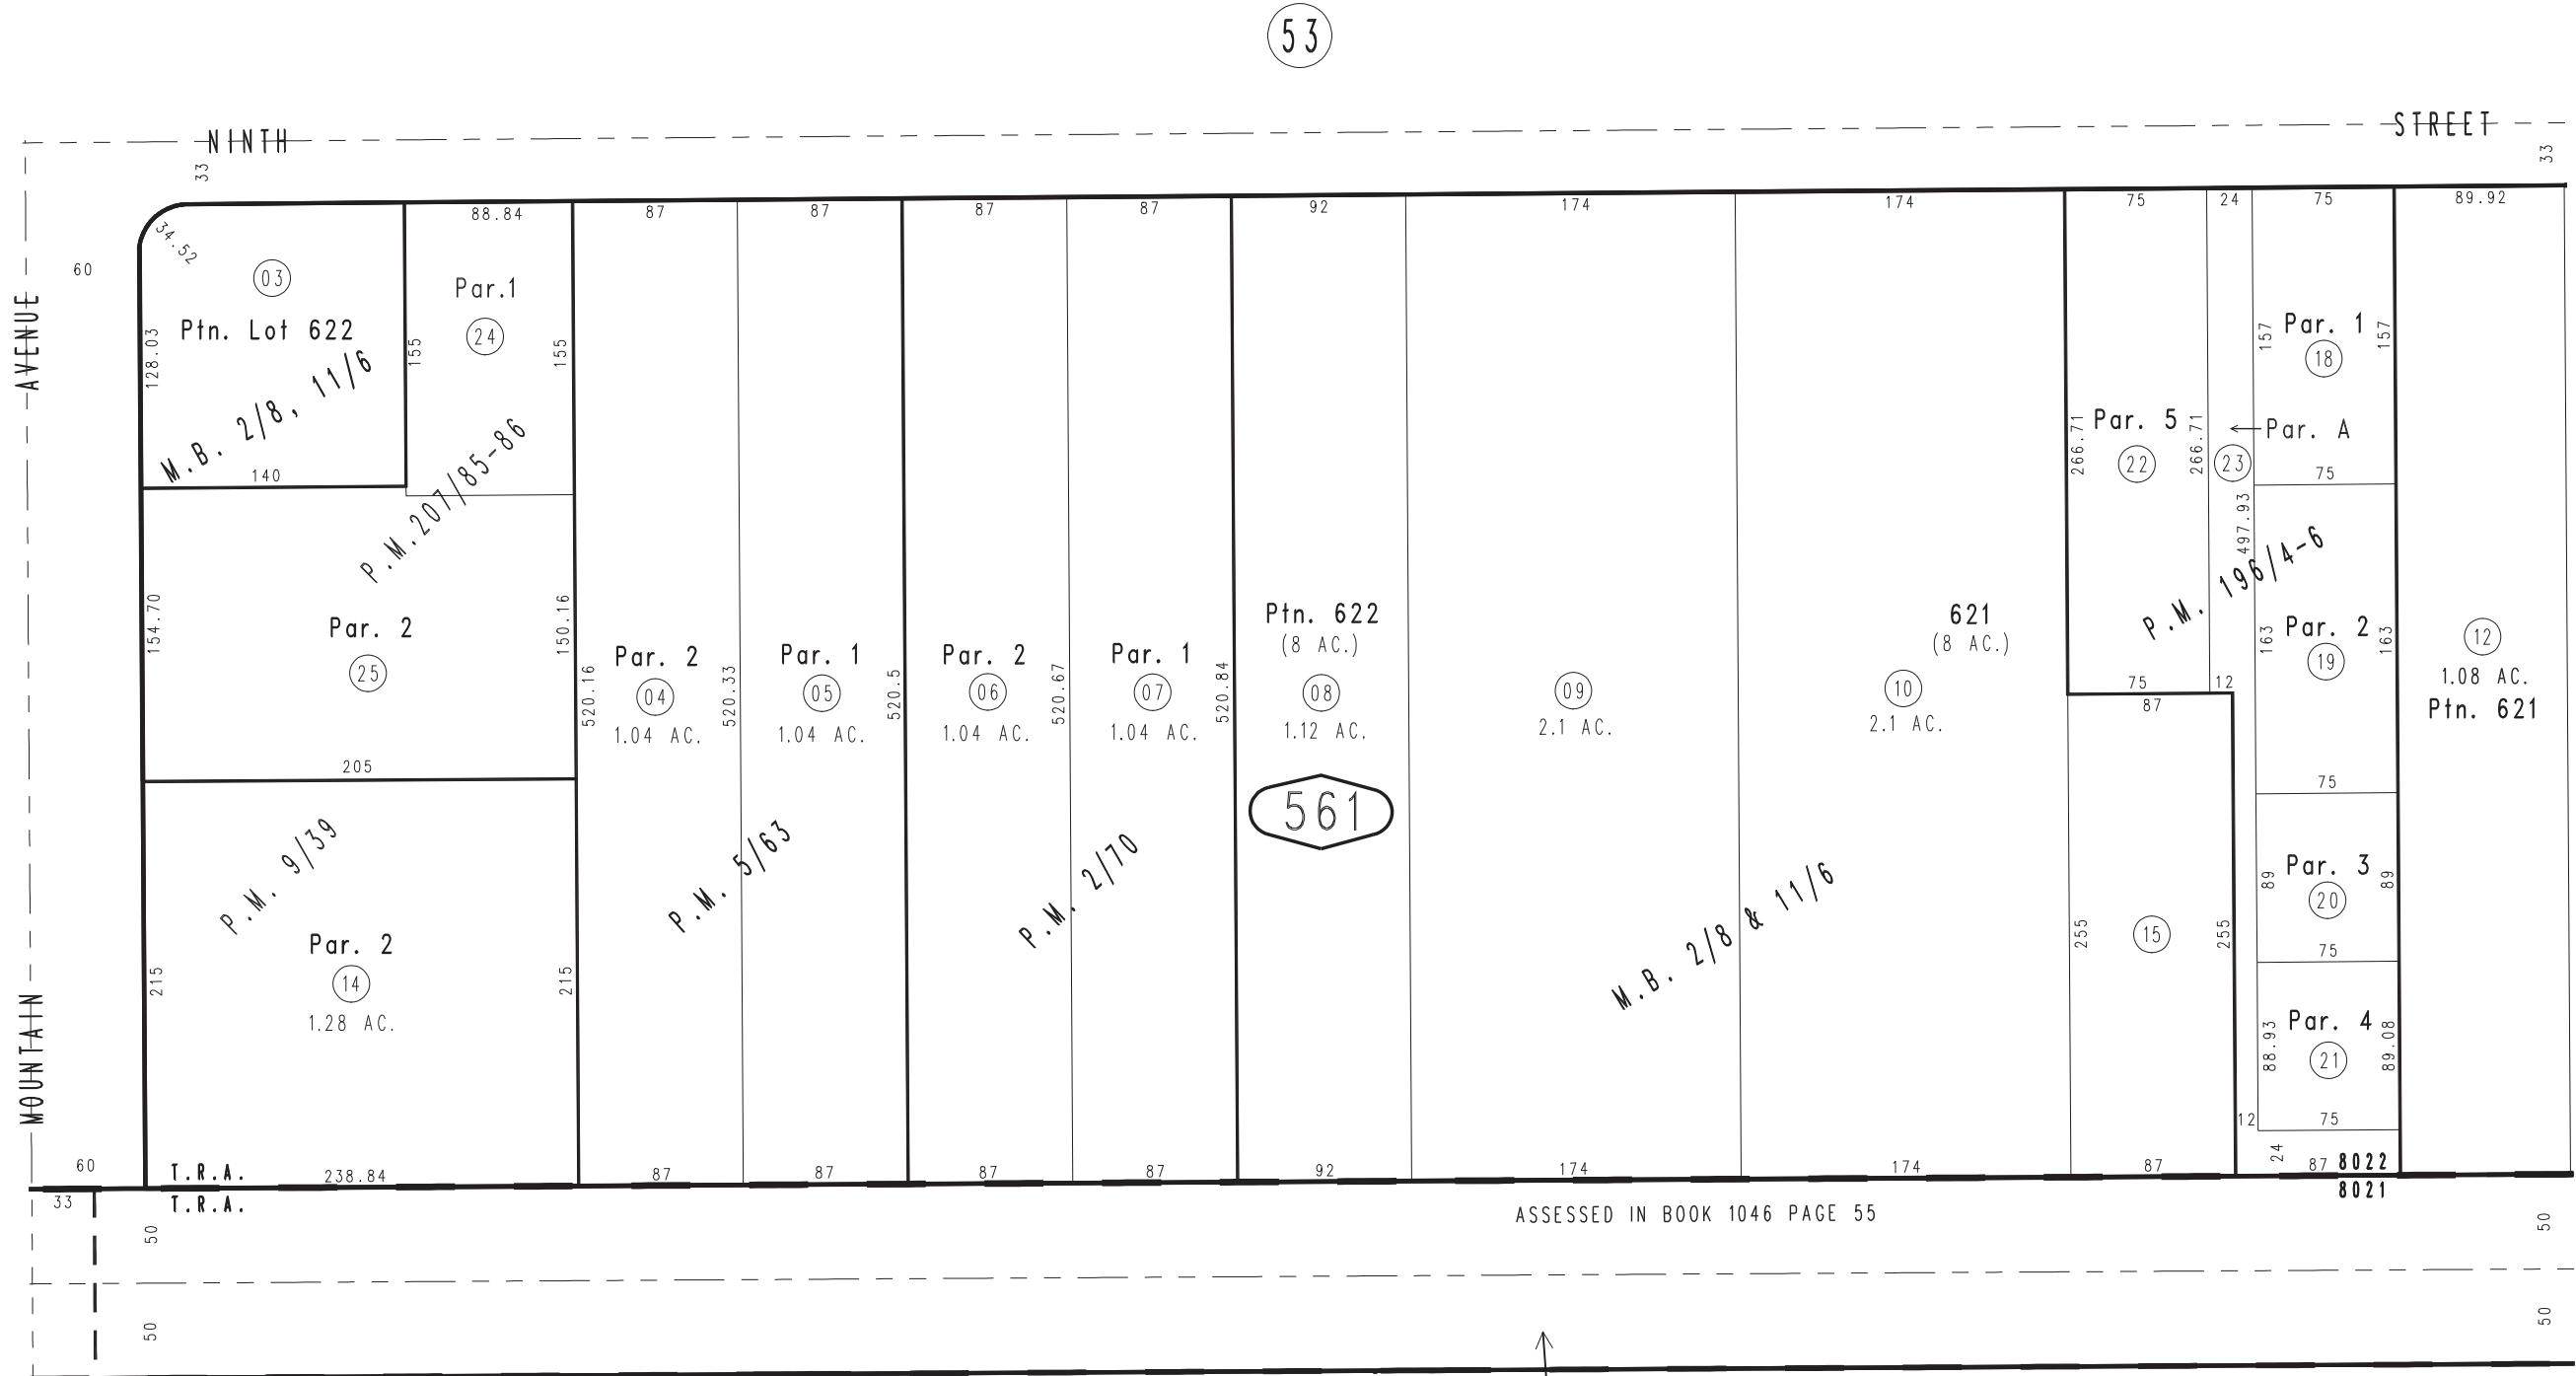 53
NINTH
STREET
33
33
88.84
87
87
87
87
92
174
174
75
24
75
89.92
34.52
60
AVENUE
03
Ptn. Lot 622
M.B. 2/8, 11/6
128.03
140
Par.1
24
155
155
P.M. 207/85-86
154.70
Par. 2
25
150.16
205
P.M. 9/39
Par. 2
14
1.28 AC.
215
215
MOUNTAIN
520.16
Par. 2
04
1.04 AC.
520.33
Par. 1
05
1.04 AC.
520.5
P.M. 5/63
Par. 2
06
1.04 AC.
520.67
Par. 1
07
1.04 AC.
520.84
P.M. 2/70
Ptn. 622
(8 AC.)
08
1.12 AC.
561
09
2.1 AC.
621
(8 AC.)
10
2.1 AC.
M.B. 2/8 & 11/6
266.71
Par. 5
22
266.71
23
Par. A
75
12
87
497.93
P.M. 196/4-6
255
15
255
157
Par. 1
18
157
75
163
Par. 2
19
163
75
89
Par. 3
20
89
75
88.93
Par. 4
21
89.08
12
75
24
12
1.08 AC.
Ptn. 621
60
T.R.A.
238.84
87
87
87
87
92
174
174
87
87
8022
33
T.R.A.
8021
ASSESSED IN BOOK 1046 PAGE 55
50
50
50
50